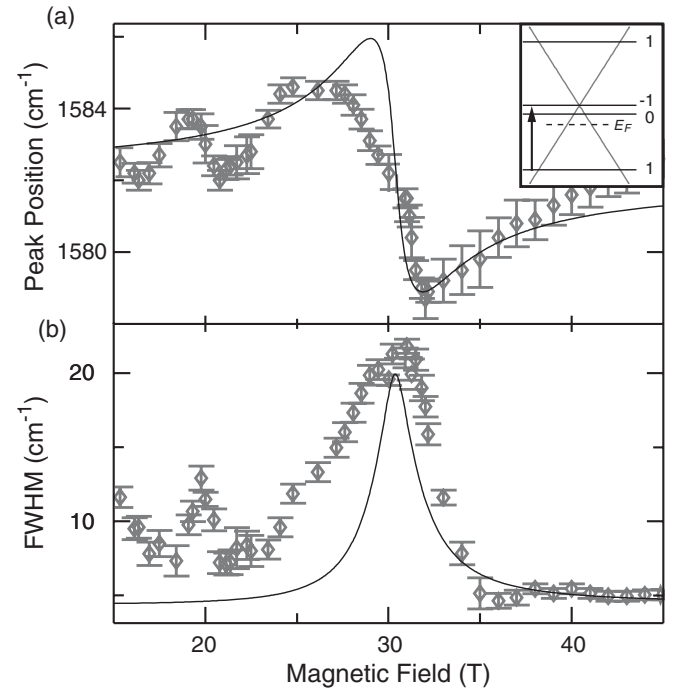 (a)
Peak Position (cm⁻¹)
1584
1580
1
-1
0
E_F
1
(b)
FWHM (cm⁻¹)
20
10
20
30
40
Magnetic Field (T)